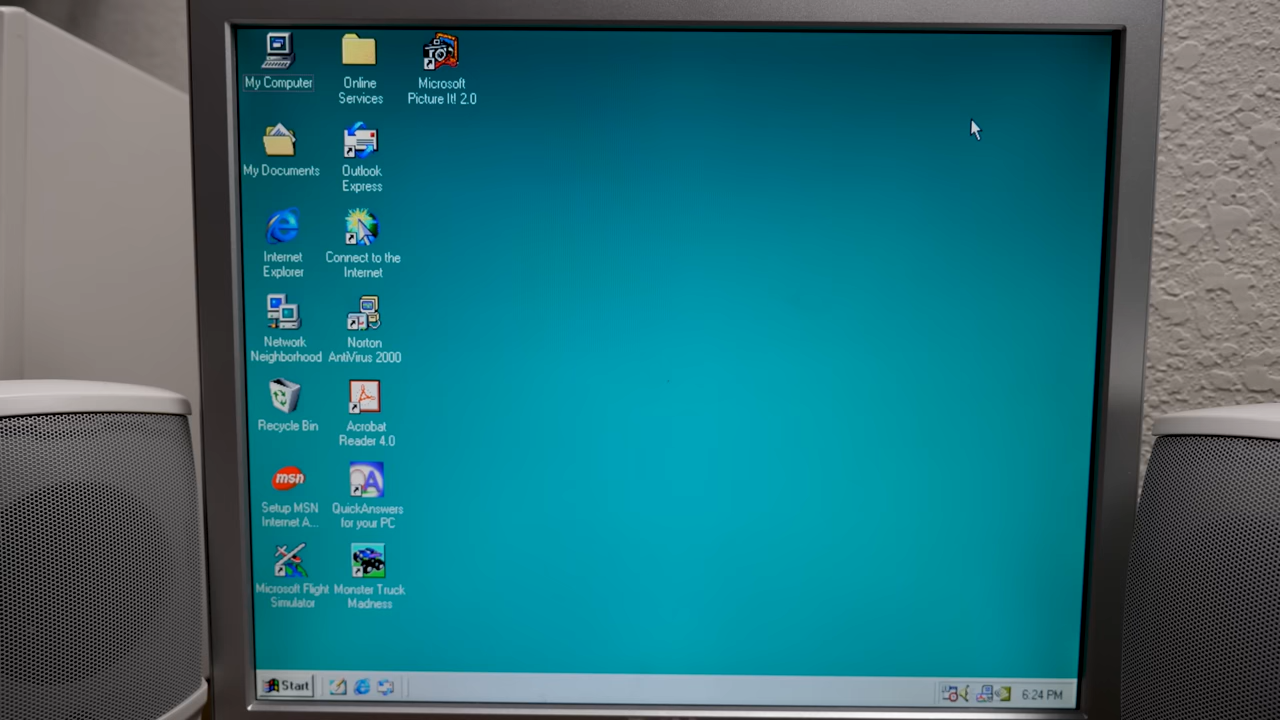 My Computer
Online
Services
Microsoft
Picture It! 2.0
My Documents
Outlook
Express
Internet
Explorer
Connect to the
Internet
Network
Neighborhood
Norton
AntiVirus 2000
Recycle Bin
Acrobat
Reader 4.0
msn
Setup MSN
Internet A...
A
QuickAnswers
for your PC
Microsoft Flight
Simulator
Monster Truck
Madness
Start
6:24 PM